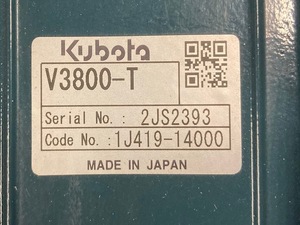 Kubota
V3800-T
Serial No. : 2JS2393
Code No. : 1J419-14000
MADE IN JAPAN